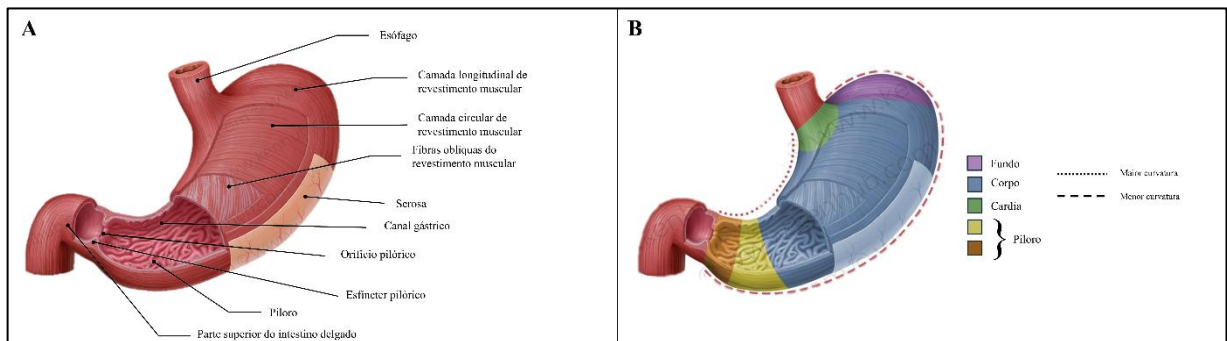 A
Esófago
Camada longitudinal de
revestimento muscular
Camada circular de
revestimento muscular
Fibras oblíquas do
revestimento muscular
Serosa
Canal gástrico
Orifício pilórico
Esfíncter pilórico
Piloro
Parte superior do intestino delgado
B
Fundo
Corpo
Cardia
Piloro
Maior curvatura
Menor curvatura